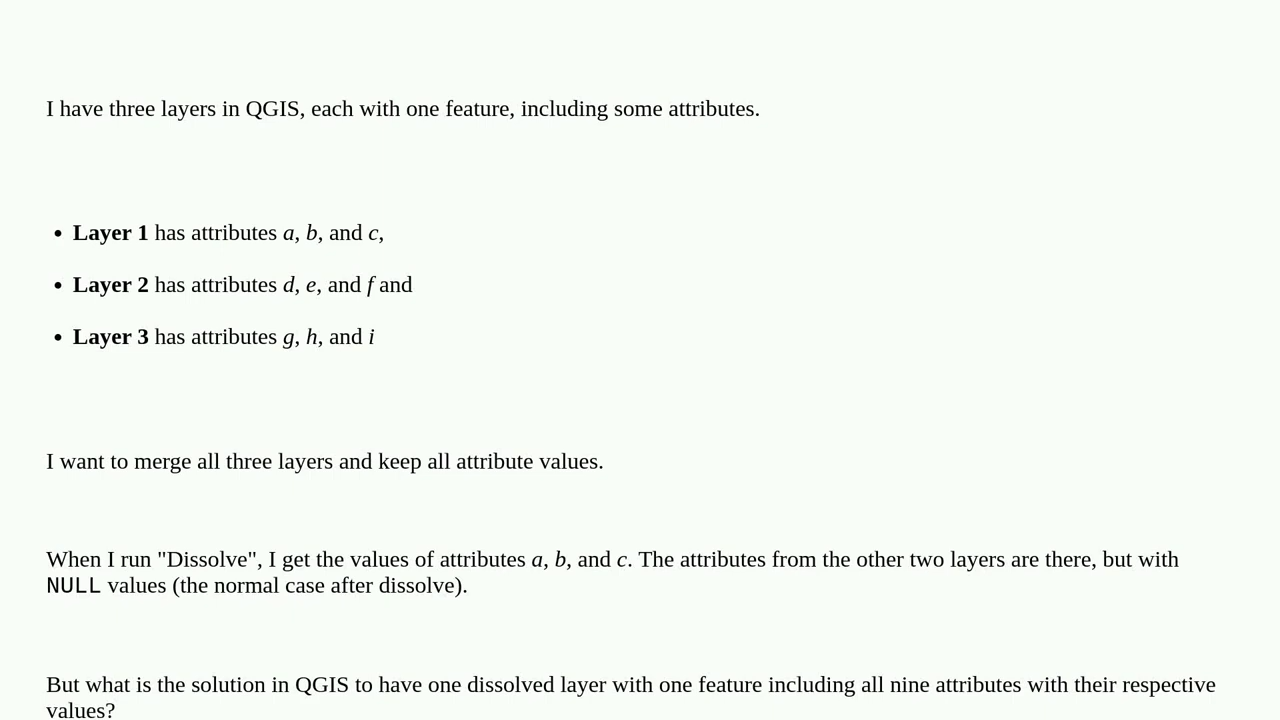 I have three layers in QGIS, each with one feature, including some attributes.
• Layer 1 has attributes a, b, and c,
• Layer 2 has attributes d, e, and f and
• Layer 3 has attributes g, h, and i
I want to merge all three layers and keep all attribute values.
When I run "Dissolve", I get the values of attributes a, b, and c. The attributes from the other two layers are there, but with
NULL values (the normal case after dissolve).
But what is the solution in QGIS to have one dissolved layer with one feature including all nine attributes with their respective
values?